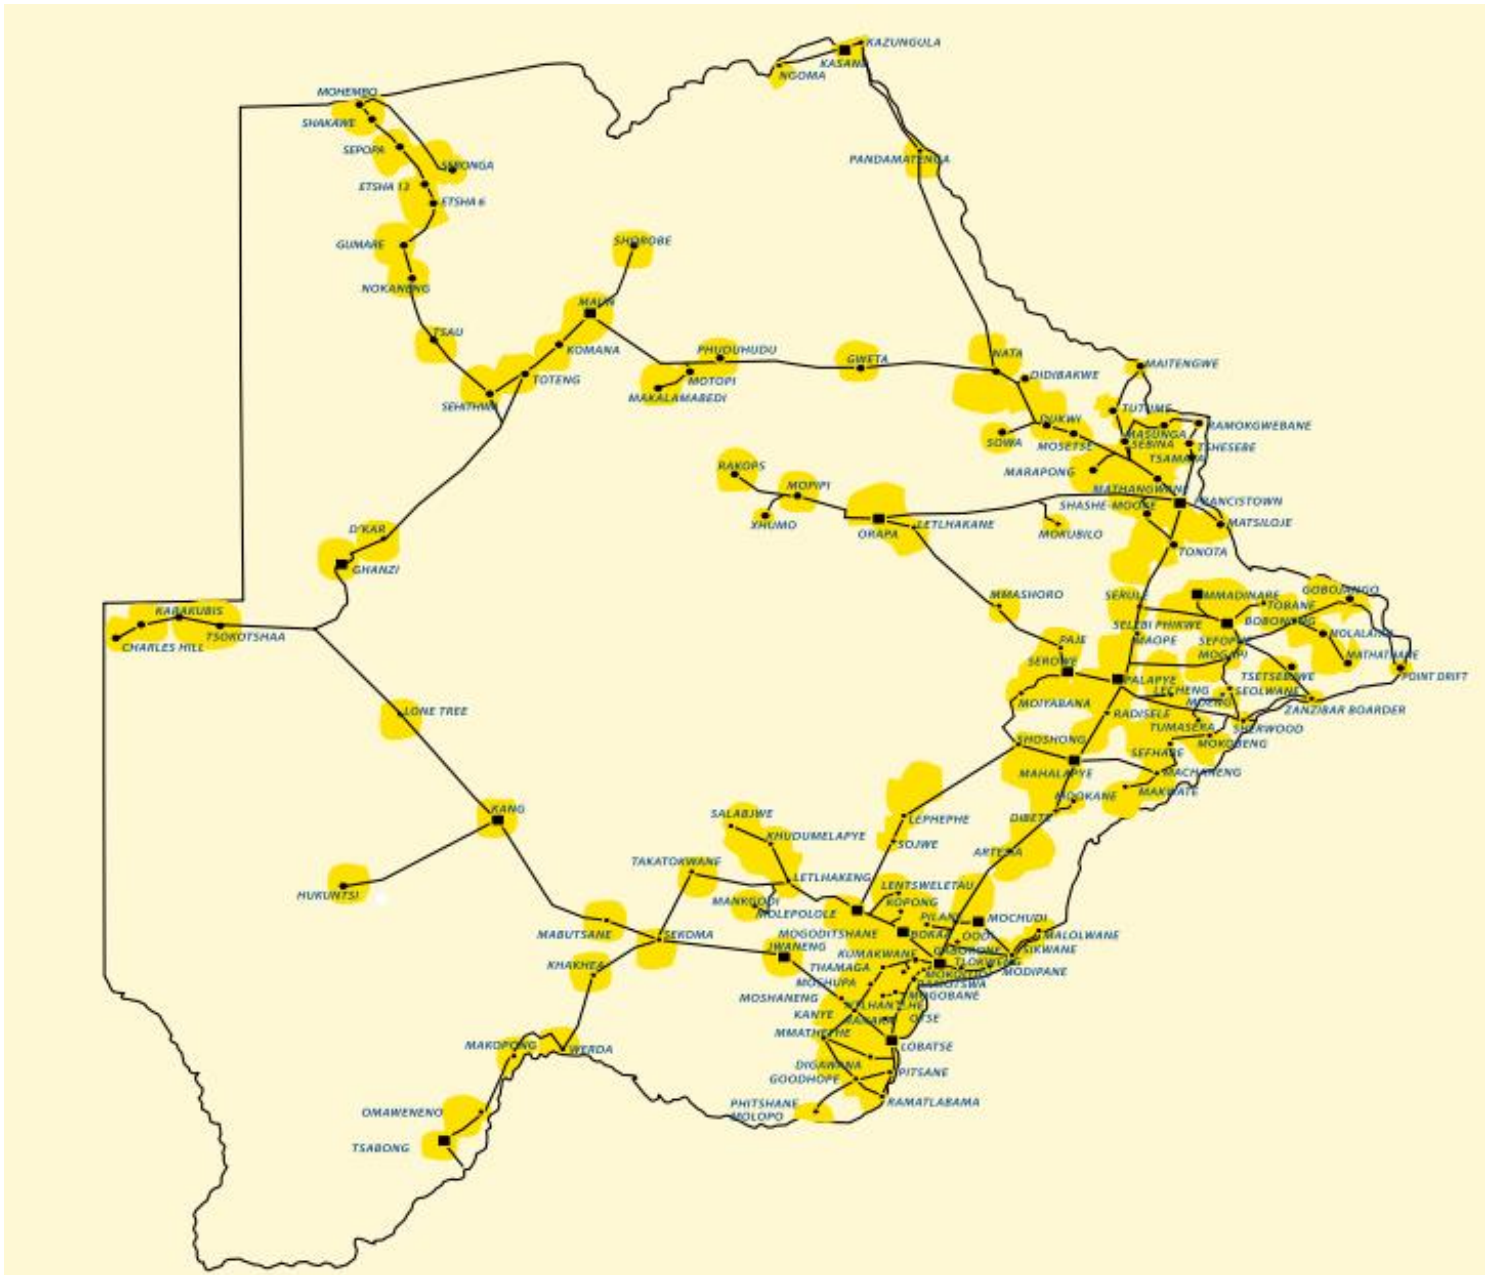 KAZUNGULA
KASANE
NGOMA
MOHEMBO
SHAKAWE
SEPOPA
PANDAMATENGA
SERONGA
ETSHA 13
ETSHA 6
SHOROBE
GUMARE
NOKANENG
MAUN
TSAU
KOMANA
PHUDUHUDU
GWETA
NATA
MAITENGWE
TOTENG
MOTOPI
DIDIBAKWE
MAKALAMABEDI
SEHITHWA
TUTUME
DUKWI
RAMOKGWEBANE
MASUNGA
SOWA
MOSETSE
SEBINA
TSHESEBE
TSAMAYA
RAKOPS
MARAPONG
MOPIPI
MATHANGWANE
FRANCISTOWN
SHASHE-MOOKE
XHUMO
LETLHAKANE
MATSILOJE
D'KAR
ORAPA
MOKUBILO
TONOTA
GHANZI
GOBOJANGO
MMASHORO
SERULE
MMADINARE
KARAKUBIS
TOBANE
TSOKOTSHAA
SELEBI PHIKWE
BOBONONG
MOLALATAU
CHARLES HILL
PAJE
MAOPE
SEFOPHE
SEROWE
MOGAPI
MATHATHANE
PALAPYE
TSETSEBJWE
POINT DRIFT
LECHENG
SEOLWANE
MOIYABANA
LONE TREE
RADISELE
ZANZIBAR BOARDER
TUMASERA
SHERWOOD
SHOSHONG
SEFHARE
MOKOBENG
MAHALAPYE
MACHANENG
MAKWATE
MOOKANE
KANG
SALABJWE
LEPHEPHE
DIBETE
KHUDUMELAPYE
SOJWE
ARTESIA
TAKATOKWANE
LETLHAKENG
LENTSWELETAU
HUKUNTSI
MANKGODI
KOPONG
MOLEPOLOLE
PILANE
MOCHUDI
MABUTSANE
SEKOMA
MOGODITSHANE
BOKAA
OODI
MALOLWANE
JWANENG
KUMAKWANE
GABORONE
SIKWANE
KHAKHEA
THAMAGA
TLOKWENG
MODIPANE
MOSHUPA
MOSHANENG
MOGOBANE
KANYE
OTSE
MMATHETHE
MAKOPONG
WERDA
LOBATSE
DIGAWANA
GOODHOPE
PITSANE
PHITSHANE
MOLOPO
RAMATLABAMA
OMAWENENO
TSABONG